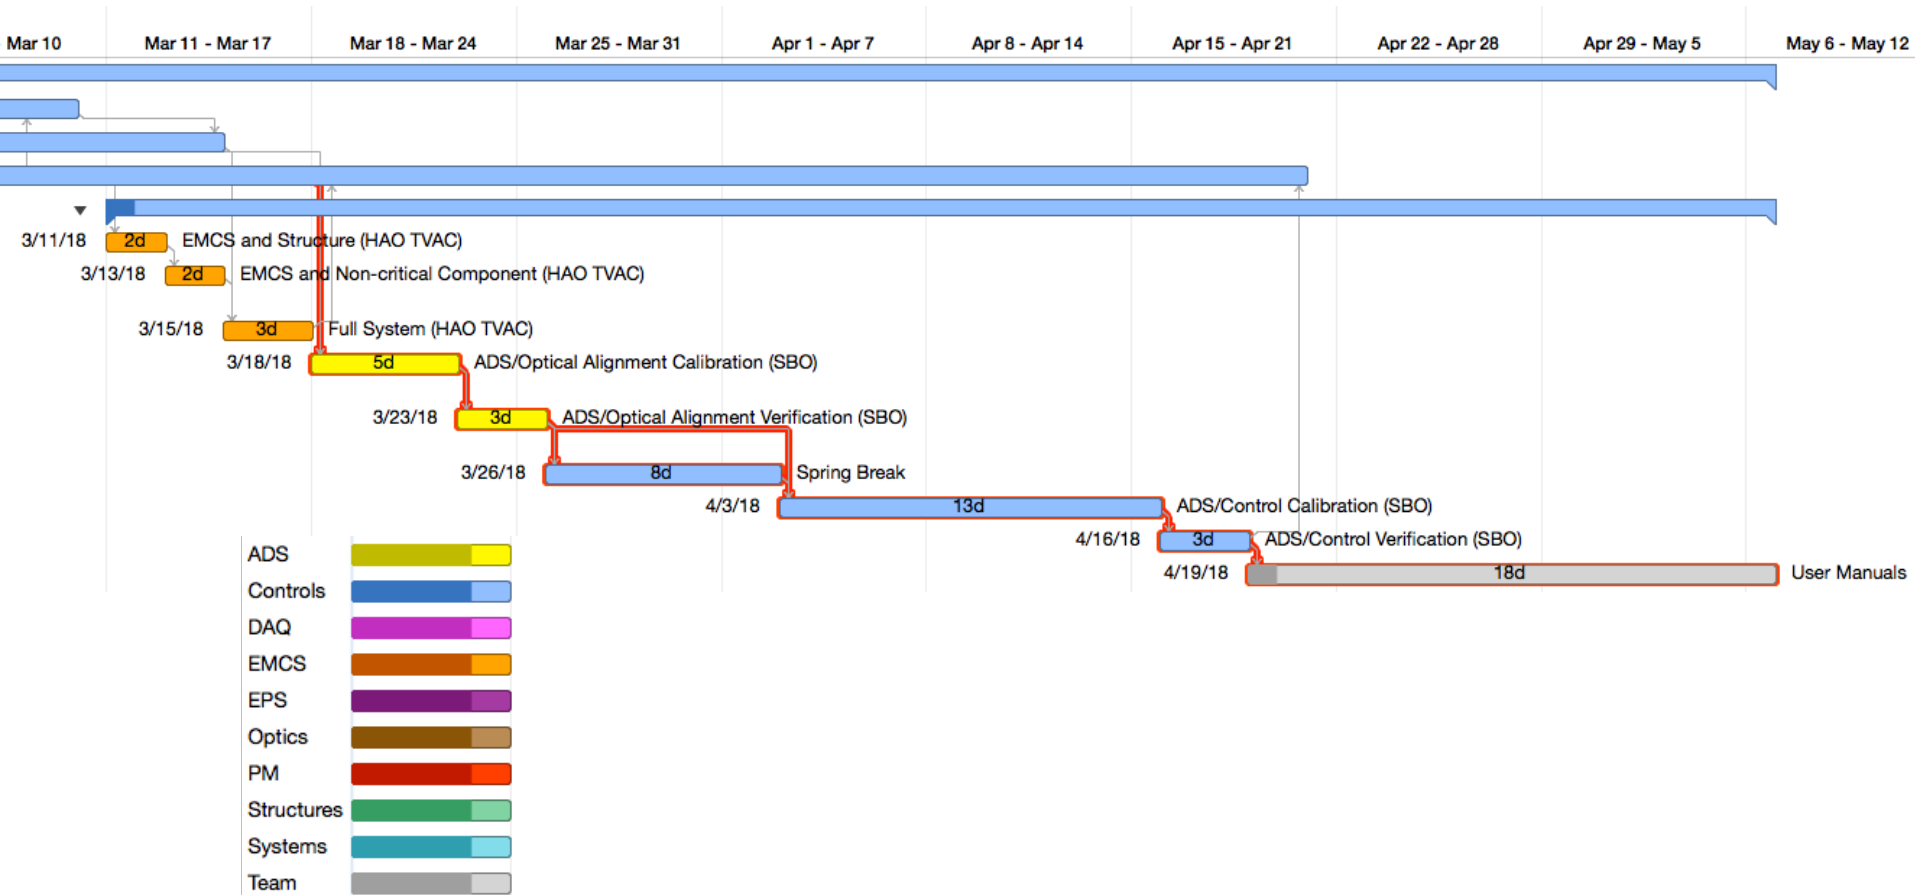 Mar 10 Mar 11 - Mar 17 Mar 18 - Mar 24 Mar 25 - Mar 31 Apr 1 - Apr 7 Apr 8 - Apr 14 Apr 15 - Apr 21 Apr 22 - Apr 28 Apr 29 - May 5 May 6 - May 12
3/11/18 2d EMCS and Structure (HAO TVAC)
3/13/18 2d EMCS and Non-critical Component (HAO TVAC)
3/15/18 3d Full System (HAO TVAC)
3/18/18 5d ADS/Optical Alignment Calibration (SBO)
3/23/18 3d ADS/Optical Alignment Verification (SBO)
3/26/18 8d Spring Break
4/3/18 13d ADS/Control Calibration (SBO)
4/16/18 3d ADS/Control Verification (SBO)
4/19/18 18d User Manuals
ADS
Controls
DAQ
EMCS
EPS
Optics
PM
Structures
Systems
Team